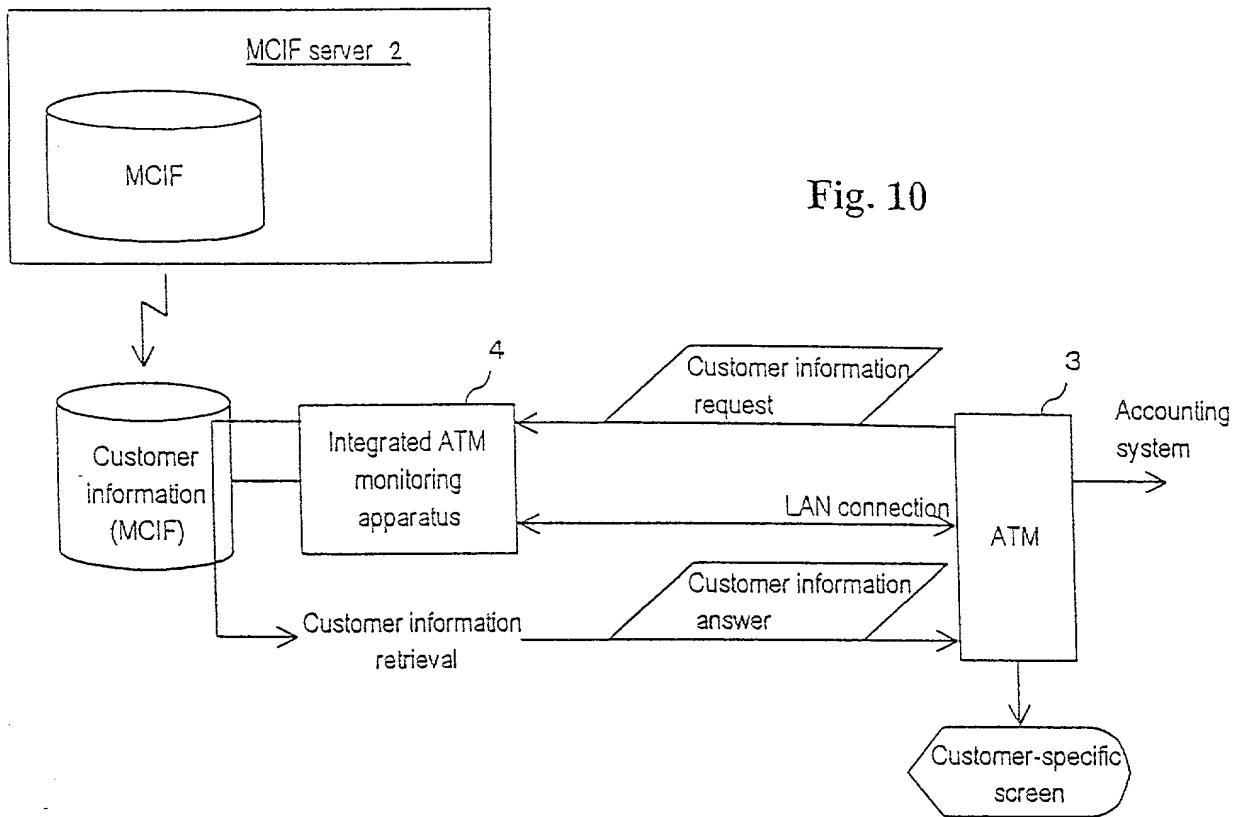 MCIF server 2
MCIF
Fig. 10
4
3
Customer information
request
Accounting
system
Customer
information
(MCIF)
Integrated ATM
monitoring
apparatus
LAN connection
ATM
Customer information
answer
Customer information
retrieval
Customer-specific
screen